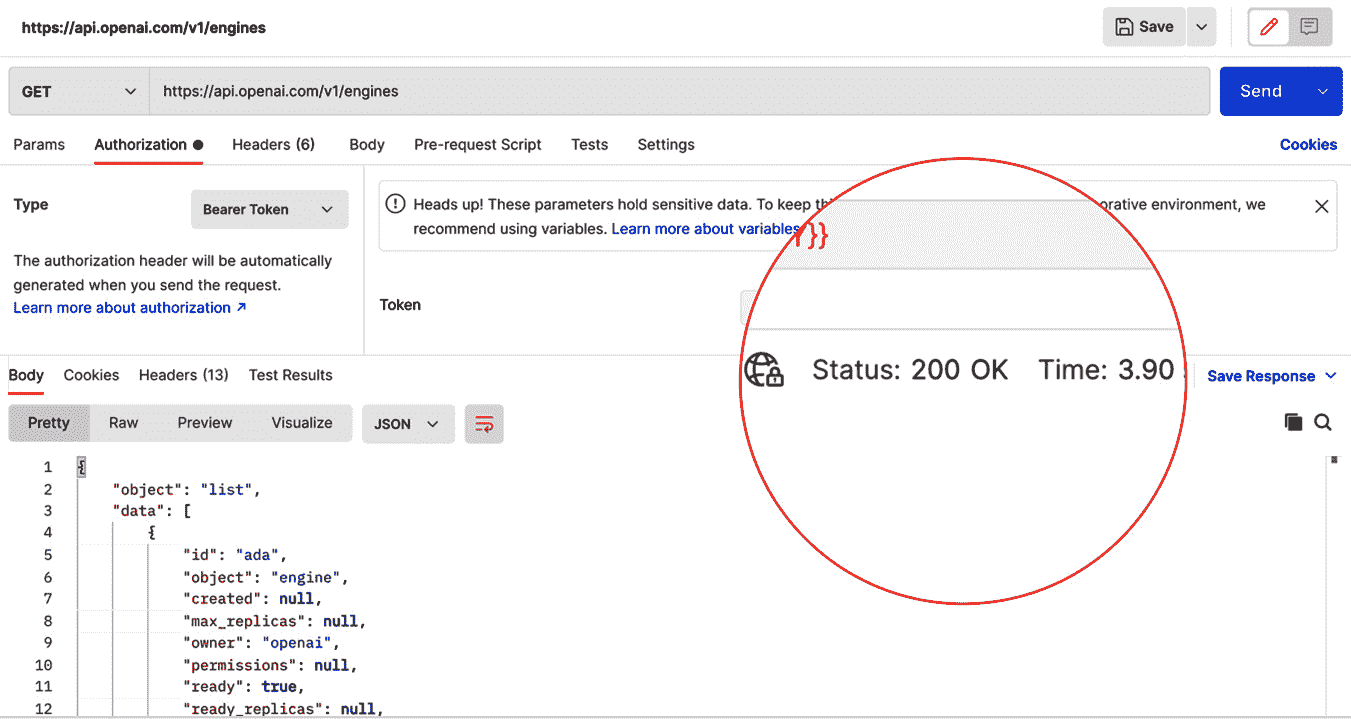 https://api.openai.com/v1/engines
Save
GET https://api.openai.com/v1/engines Send
Params Authorization Headers (6) Body Pre-request Script Tests Settings Cookies
Type Bearer Token
The authorization header will be automatically
generated when you send the request.
Learn more about authorization ↗
Heads up! These parameters hold sensitive data. To keep orative environment, we
recommend using variables. Learn more about variables
}}
Token
Body Cookies Headers (13) Test Results
Status: 200 OK Time: 3.90
Save Response
Pretty Raw Preview Visualize JSON
1 {
2 "object": "list",
3 "data": [
4 {
5 "id": "ada",
6 "object": "engine",
7 "created": null,
8 "max_replicas": null,
9 "owner": "openai",
10 "permissions": null,
11 "ready": true,
12 "ready_replicas": null,